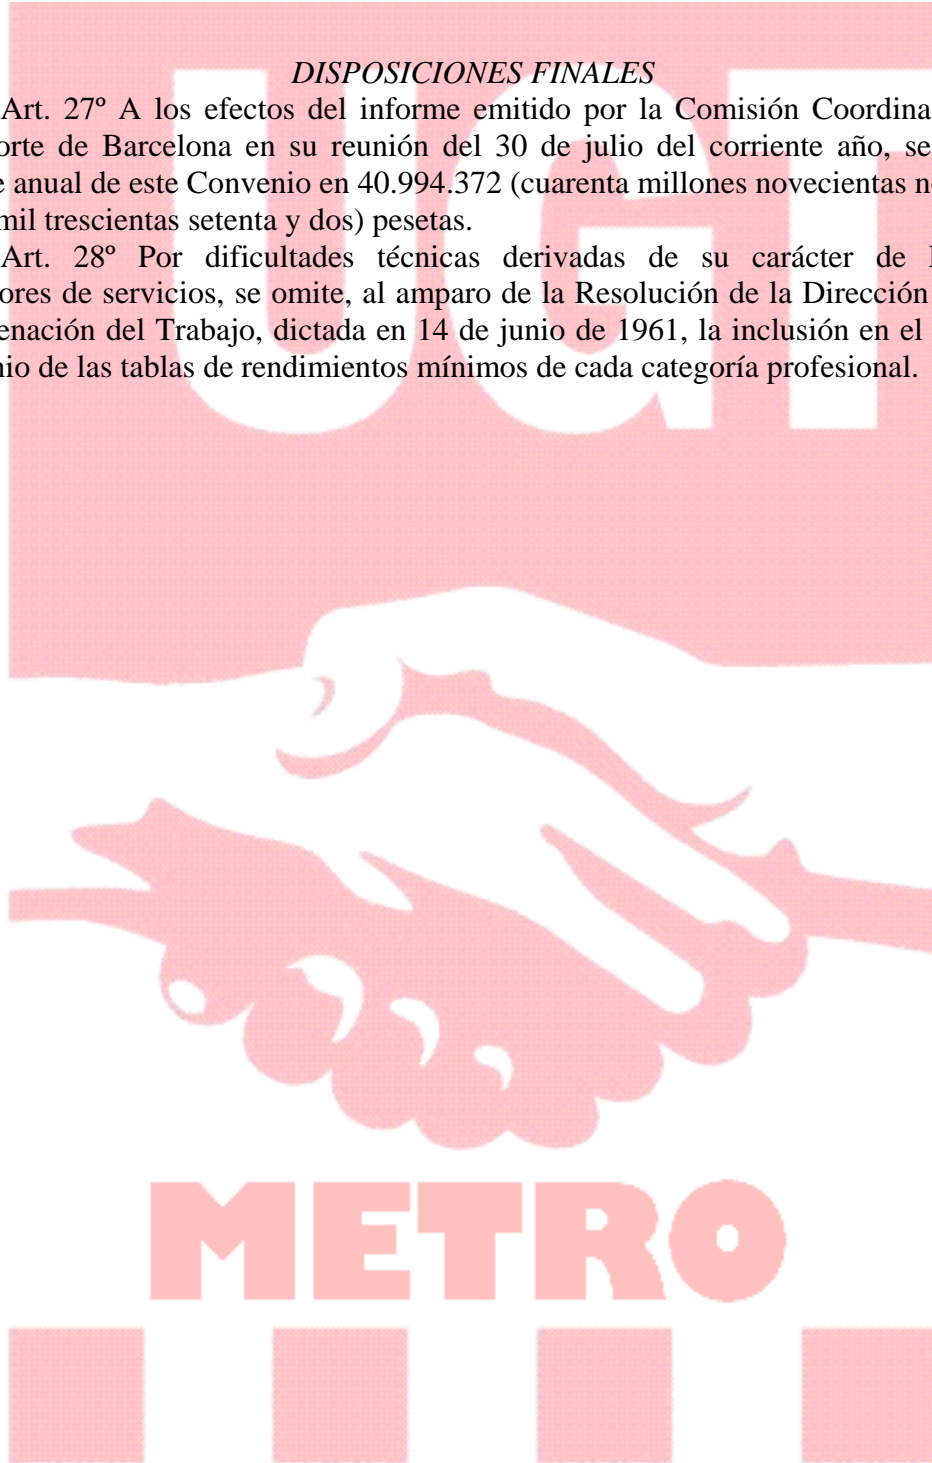 DISPOSICIONES FINALES
Art. 27º A los efectos del informe emitido por la Comisión Coordina
orte de Barcelona en su reunión del 30 de julio del corriente año, se
e anual de este Convenio en 40.994.372 (cuarenta millones novecientas n
mil trescientas setenta y dos) pesetas.
Art. 28º Por dificultades técnicas derivadas de su carácter de
ores de servicios, se omite, al amparo de la Resolución de la Dirección
enación del Trabajo, dictada en 14 de junio de 1961, la inclusión en el
nio de las tablas de rendimientos mínimos de cada categoría profesional.
UGT
METRO